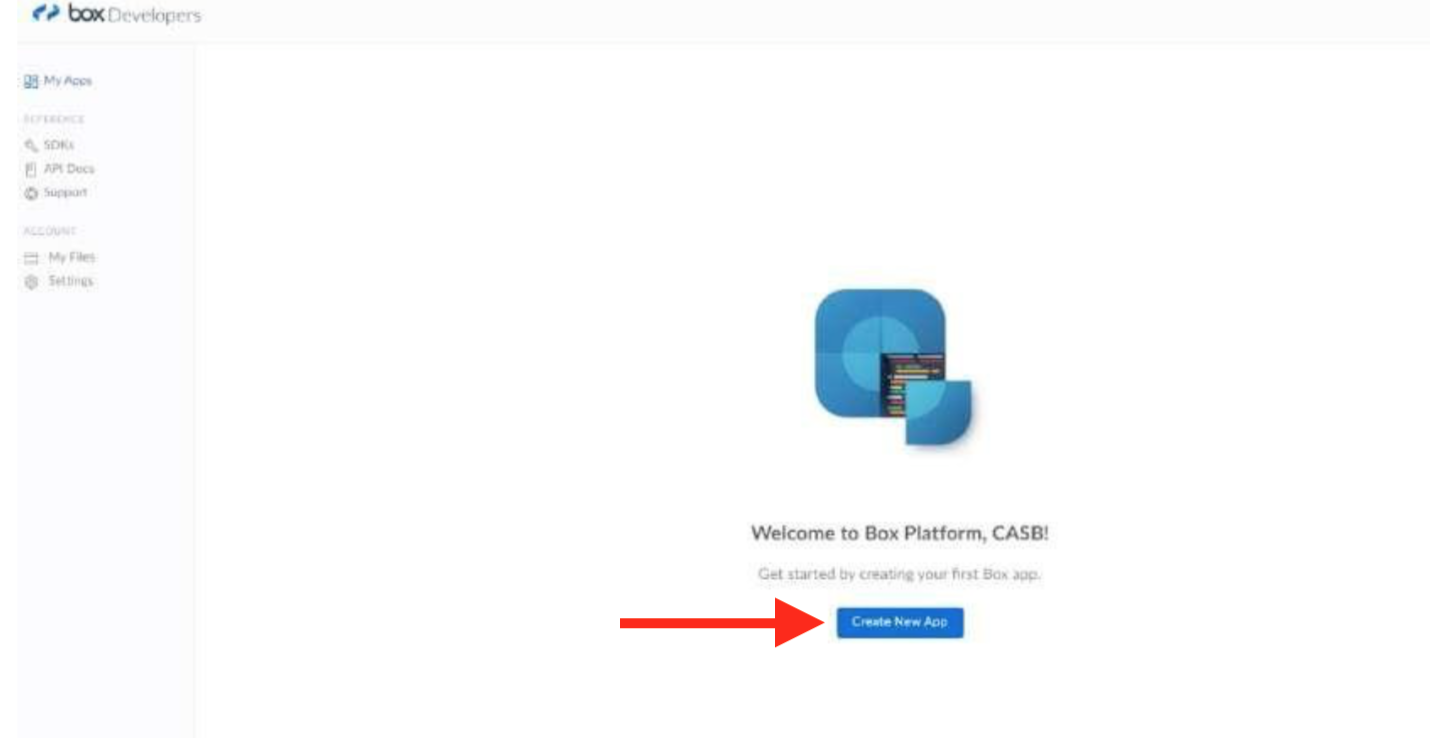 box Developers
My Apps
REFERENCE
SDKs
API Docs
Support
ACCOUNT
My Files
Settings
Welcome to Box Platform, CASB!
Get started by creating your first Box app.
Create New App